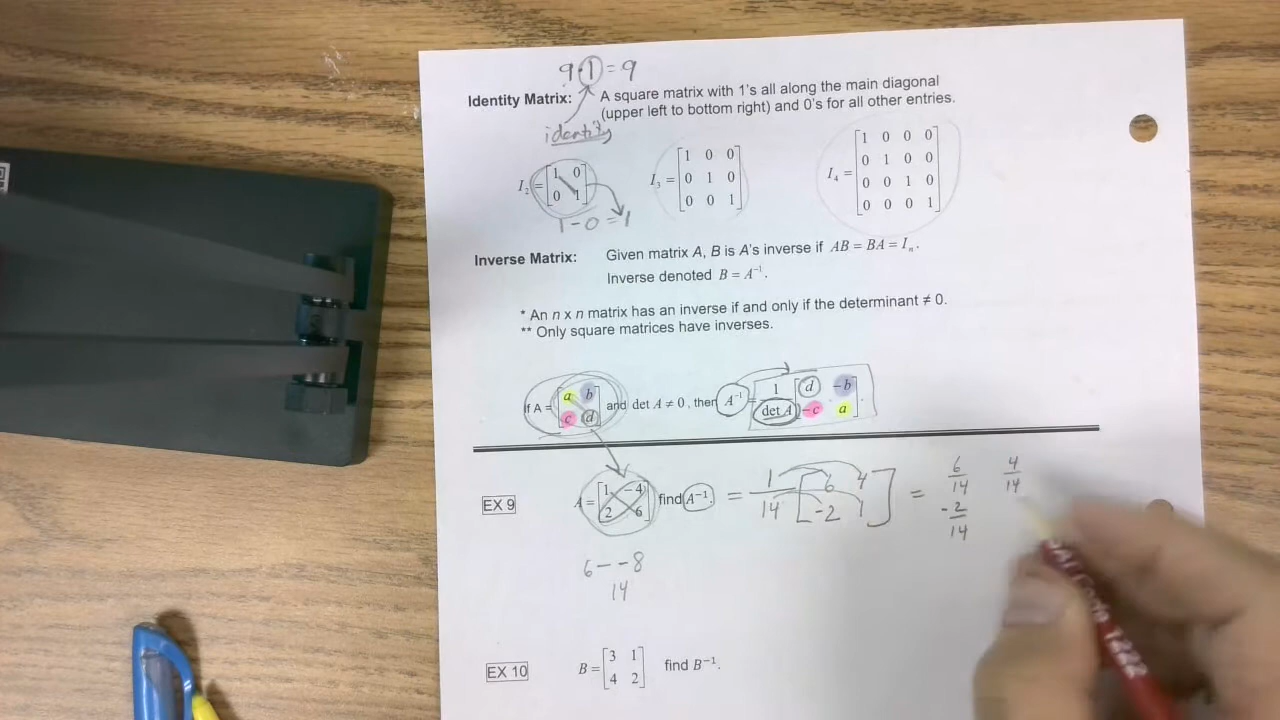 9·1=9
Identity Matrix: A square matrix with 1's all along the main diagonal
(upper left to bottom right) and 0's for all other entries.
identity
I₂ = [1 0
0 1]
I₃ = [1 0 0
0 1 0
0 0 1]
I₄ = [1 0 0 0
0 1 0 0
0 0 1 0
0 0 0 1]
1-0=1
Inverse Matrix: Given matrix A, B is A's inverse if AB = BA = Iₙ.
Inverse denoted B = A⁻¹.
* An n x n matrix has an inverse if and only if the determinant ≠ 0.
** Only square matrices have inverses.
If A = [a b
c d] and det A ≠ 0, then A⁻¹ = 1/det A [d -b
-c a].
EX 9 A = [1 -4
2 6] find A⁻¹ = 1/14 [6 4
-2 1] = 6/14 4/14
-2/14
6--8
14
EX 10 B = [3 1
4 2] find B⁻¹.